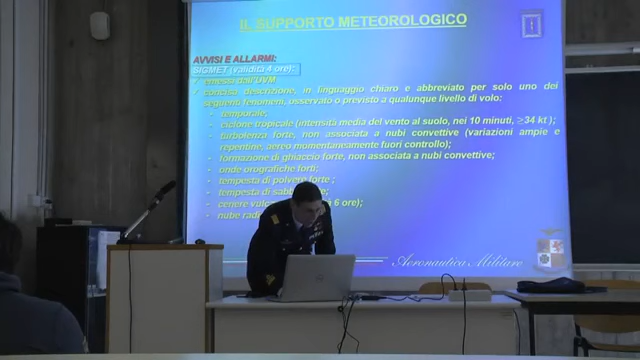 IL SUPPORTO METEOROLOGICO
AVVISI E ALLARMI:
SIGMET (validità 4 ore):
✓ emessi dall'UVM
✓ concisa descrizione, in linguaggio chiaro e abbreviato per solo uno dei
seguenti fenomeni, osservato o previsto a qualunque livello di volo:
- temporale;
- ciclone tropicale (intensità media del vento al suolo, nei 10 minuti, ≥34 kt );
- turbolenza forte, non associata a nubi convettive (variazioni ampie e
repentine, aereo momentaneamente fuori controllo);
- formazione di ghiaccio forte, non associata a nubi convettive;
- onde orografiche forti;
- tempesta di polvere forte ;
- tempesta di
- cenere 6 ore);
- nube
Aeronautica Militare